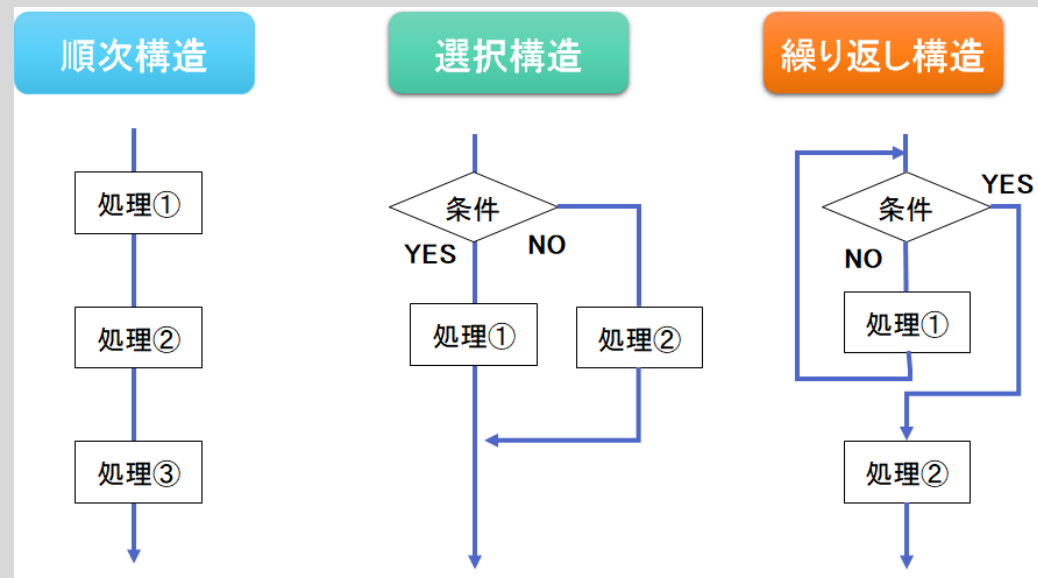 順次構造
処理①
処理②
処理③
選択構造
条件
YES
NO
処理①
処理②
繰り返し構造
条件
YES
NO
処理①
処理②